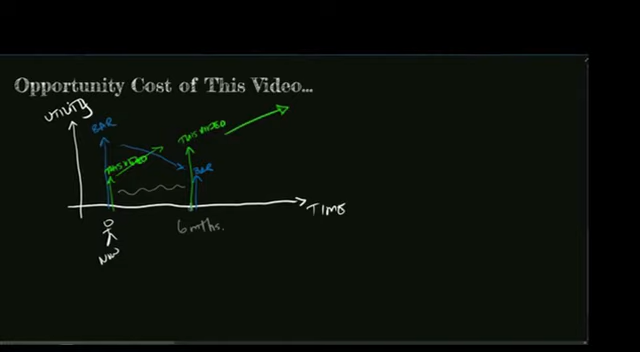 Opportunity Cost of This Video...
UTILITY
BAR
THIS VIDEO
THIS VIDEO
BAR
TIME
6 mths.
NOW